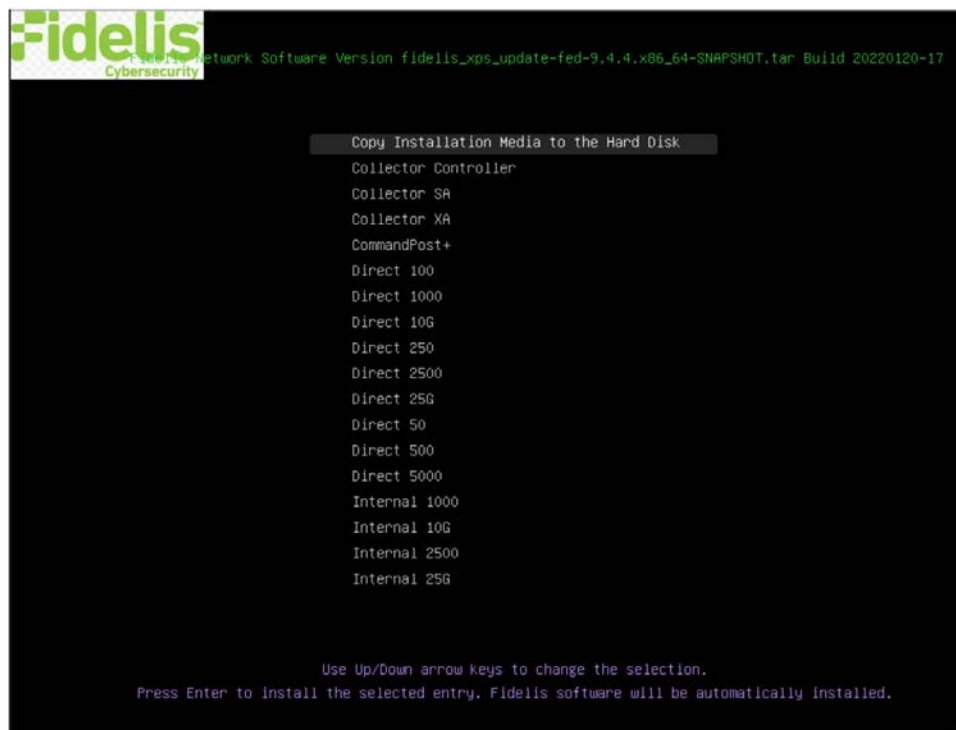 Fidelis
Cybersecurity
Fidelis Network Software Version fidelis_xps_update-fed-9.4.4.x86_64-SNAPSHOT.tar Build 20220120-17
Copy Installation Media to the Hard Disk
Collector Controller
Collector SA
Collector XA
CommandPost+
Direct 100
Direct 1000
Direct 10G
Direct 250
Direct 2500
Direct 25G
Direct 50
Direct 500
Direct 5000
Internal 1000
Internal 10G
Internal 2500
Internal 25G
Use Up/Down arrow keys to change the selection.
Press Enter to install the selected entry. Fidelis software will be automatically installed.